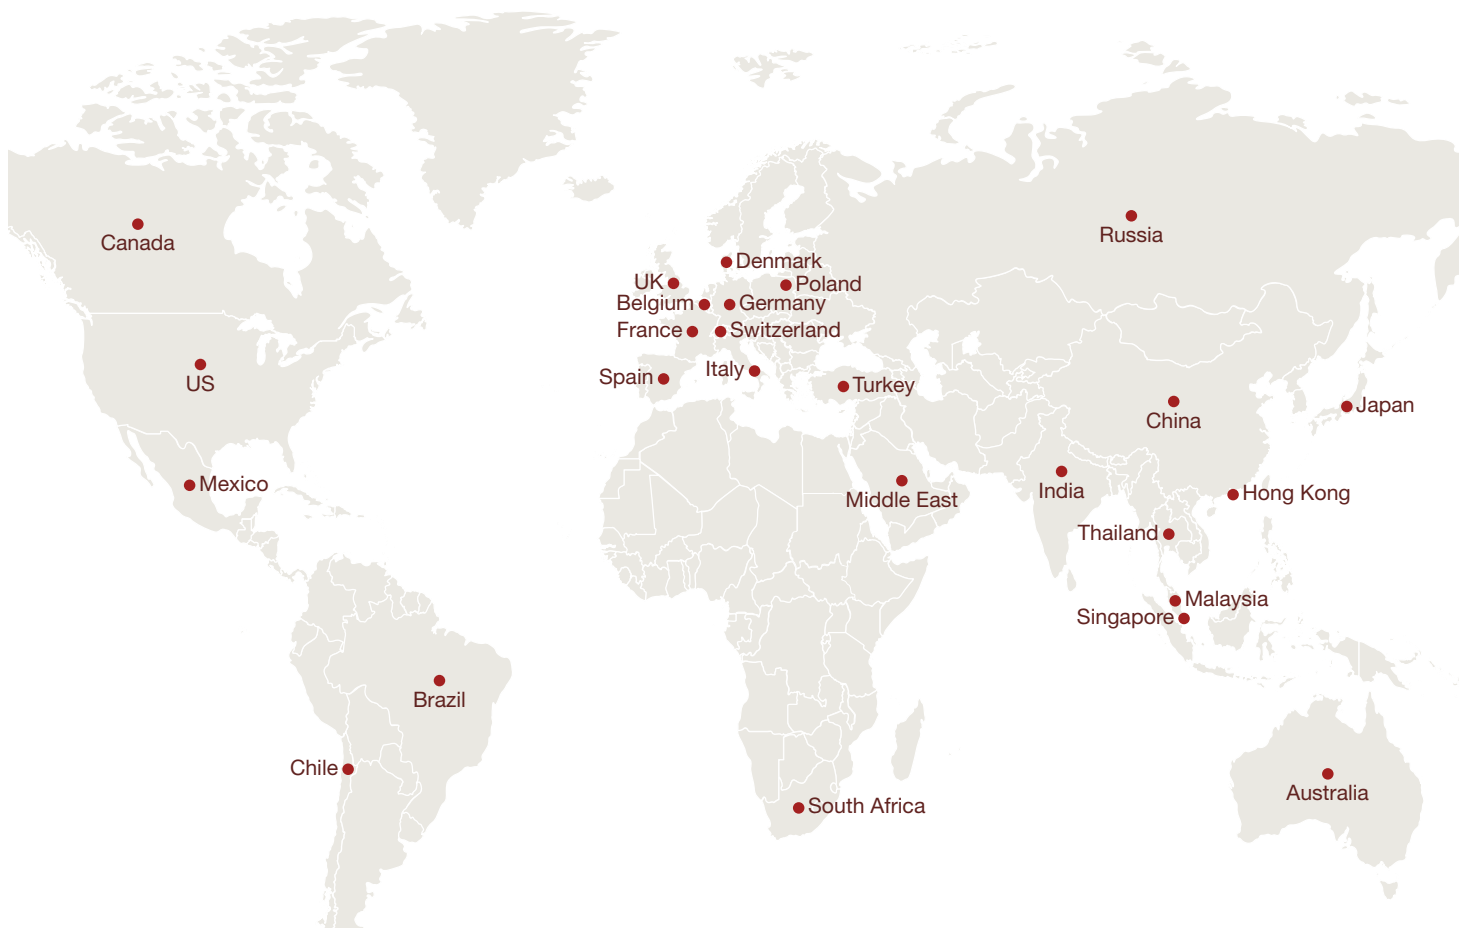 Canada
Russia
Denmark
UK
Poland
Belgium
Germany
France
Switzerland
Italy
Spain
US
Turkey
Japan
China
Mexico
India
Hong Kong
Middle East
Thailand
Malaysia
Singapore
Brazil
Chile
Australia
South Africa